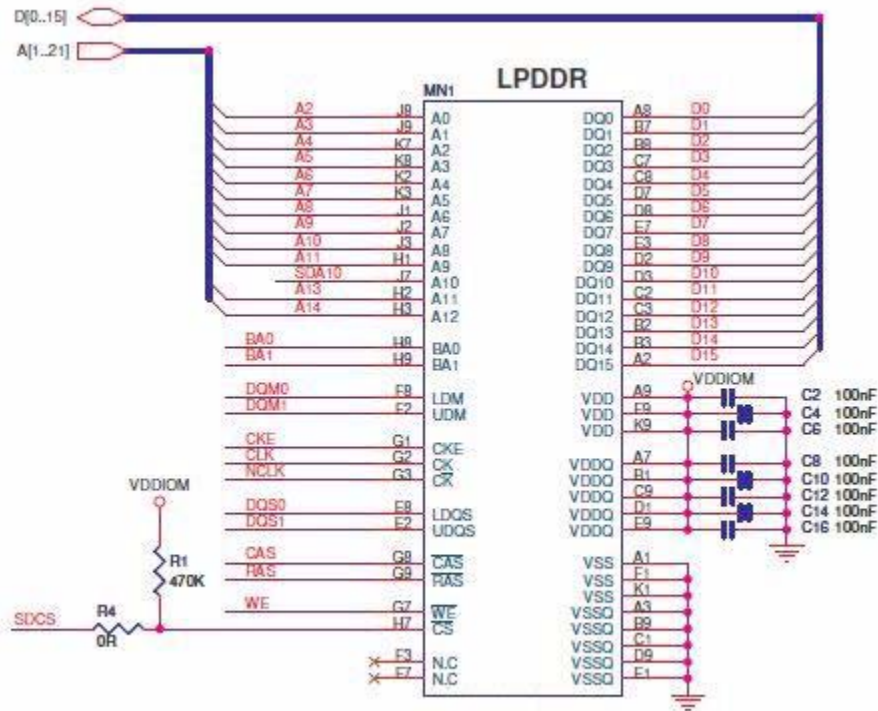 D[0..15]
A[1..21]
LPDDR
MN1
A2 J8 A0 DQ0 A8 D0
A3 J9 A1 DQ1 B7 D1
A4 K7 A2 DQ2 B8 D2
A5 K8 A3 DQ3 C7 D3
A6 K2 A4 DQ4 C8 D4
A7 K3 A5 DQ5 D7 D5
A8 J1 A6 DQ6 D8 D6
A9 J2 A7 DQ7 E7 D7
A10 J3 A8 DQ8 E3 D8
A11 H1 A9 DQ9 D2 D9
SDA10 J7 A10 DQ10 D3 D10
A13 H2 A11 DQ11 C2 D11
A14 H3 A12 DQ12 C3 D12
DQ13 B2 D13
BA0 H8 BA0 DQ14 B3 D14
BA1 H9 BA1 DQ15 A2 D15
VDDIOM
DQM0 F8 LDM VDD A9 C2 100nF
DQM1 F2 UDM VDD F9 C4 100nF
VDD K9 C6 100nF
CKE G1 CKE
CLK G2 CK VDDQ A7 C8 100nF
NCLK G3 CK VDDQ B1 C10 100nF
VDDIOM
VDDQ C9 C12 100nF
DQS0 E8 LDQS VDDQ D1 C14 100nF
DQS1 E2 UDQS VDDQ E9 C16 100nF
CAS G8 CAS VSS A1
R1
RAS G9 RAS VSS F1
470K
VSS K1
WE G7 WE VSSQ A3
SDCS R4 H7 CS VSSQ B9
0R
VSSQ C1
F3 N.C VSSQ D9
F7 N.C VSSQ E1